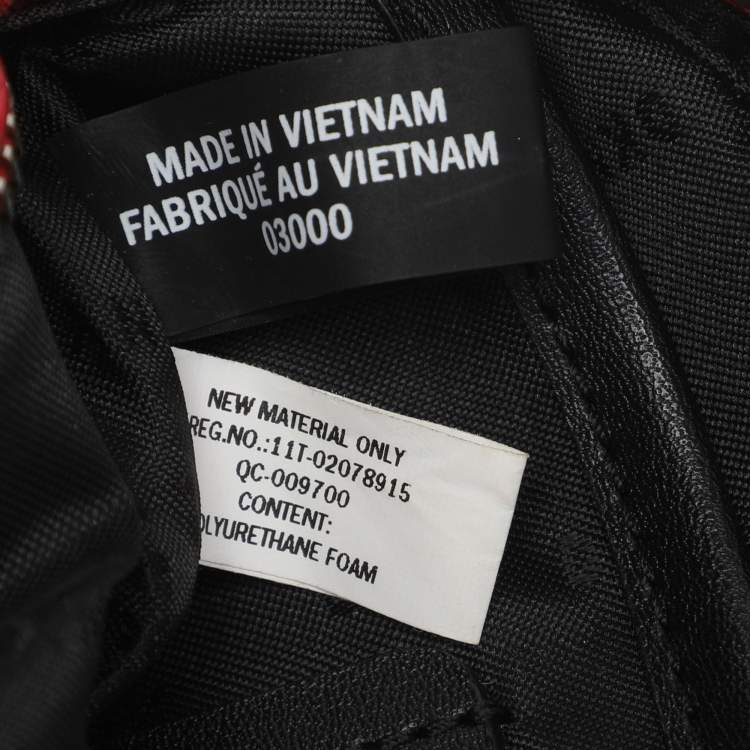 MADE IN VIETNAM
FABRIQUÉ AU VIETNAM
03000
NEW MATERIAL ONLY
REG.NO.:11T-02078915
QC-009700
CONTENT:
OLYURETHANE FOAM